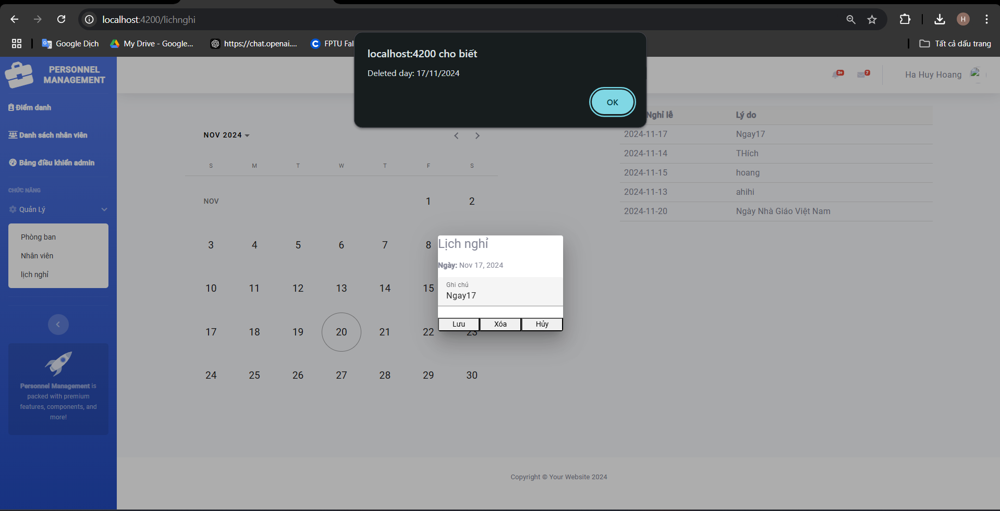 localhost:4200/lichnghi
H
Google Dịch
My Drive - Google...
https://chat.openai....
FPTU Fal
Tất cả dấu trang
localhost:4200 cho biết
Deleted day: 17/11/2024
OK
PERSONNEL
MANAGEMENT
3+
7
Ha Huy Hoang
Điểm danh
Danh sách nhân viên
Bảng điều khiển admin
CHỨC NĂNG
Quản Lý
Phòng ban
Nhân viên
lịch nghỉ
Personnel Management is
packed with premium
features, components, and
more!
NOV 2024
S M T W T F S
NOV 1 2
3 4 5 6 7 8
10 11 12 13 14 15
17 18 19 20 21 22 23
24 25 26 27 28 29 30
Lịch nghỉ
Ngày: Nov 17, 2024
Ghi chú
Ngay17
Lưu Xóa Hủy
Nghỉ lễ Lý do
2024-11-17 Ngay17
2024-11-14 THích
2024-11-15 hoang
2024-11-13 ahihi
2024-11-20 Ngày Nhà Giáo Việt Nam
Copyright © Your Website 2024